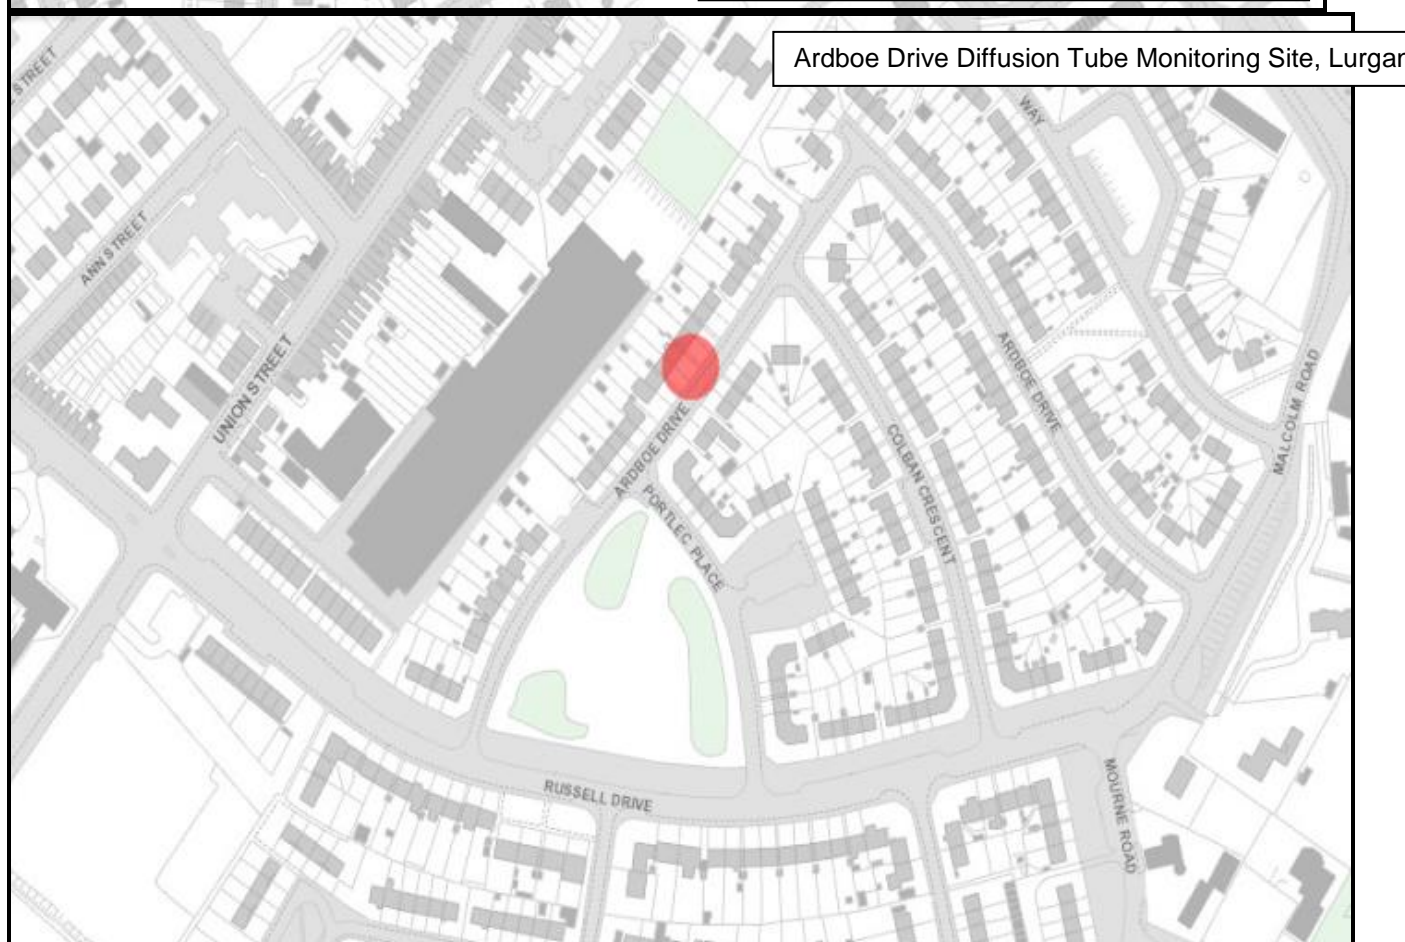 Ardboe Drive Diffusion Tube Monitoring Site, Lurgan
STREET
WAY
ANN STREET
UNION STREET
ARDBOE DRIVE
ARDBOE DRIVE
MALCOLM ROAD
COLBAN CRESCENT
PORTLEC PLACE
RUSSELL DRIVE
MOURNE ROAD